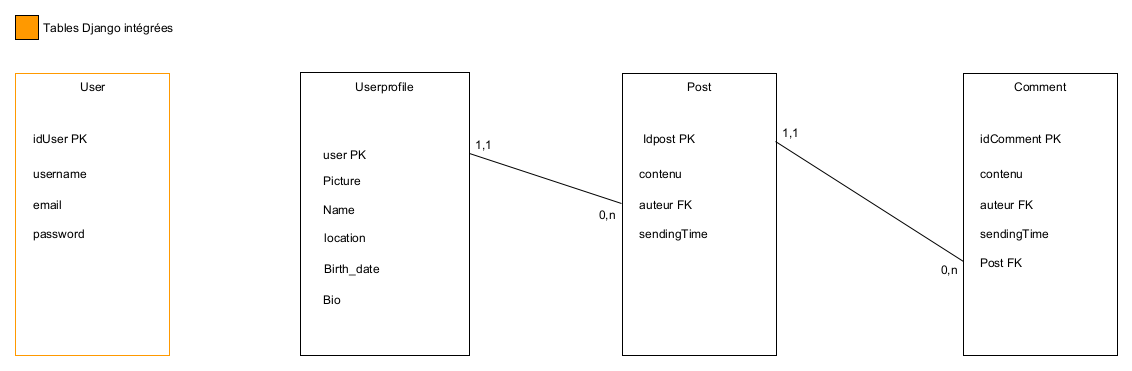 Tables Django intégrées
User
idUser PK
username
email
password
Userprofile
user PK
Picture
Name
location
Birth_date
Bio
1,1
0,n
Post
Idpost PK
contenu
auteur FK
sendingTime
1,1
0,n
Comment
idComment PK
contenu
auteur FK
sendingTime
Post FK